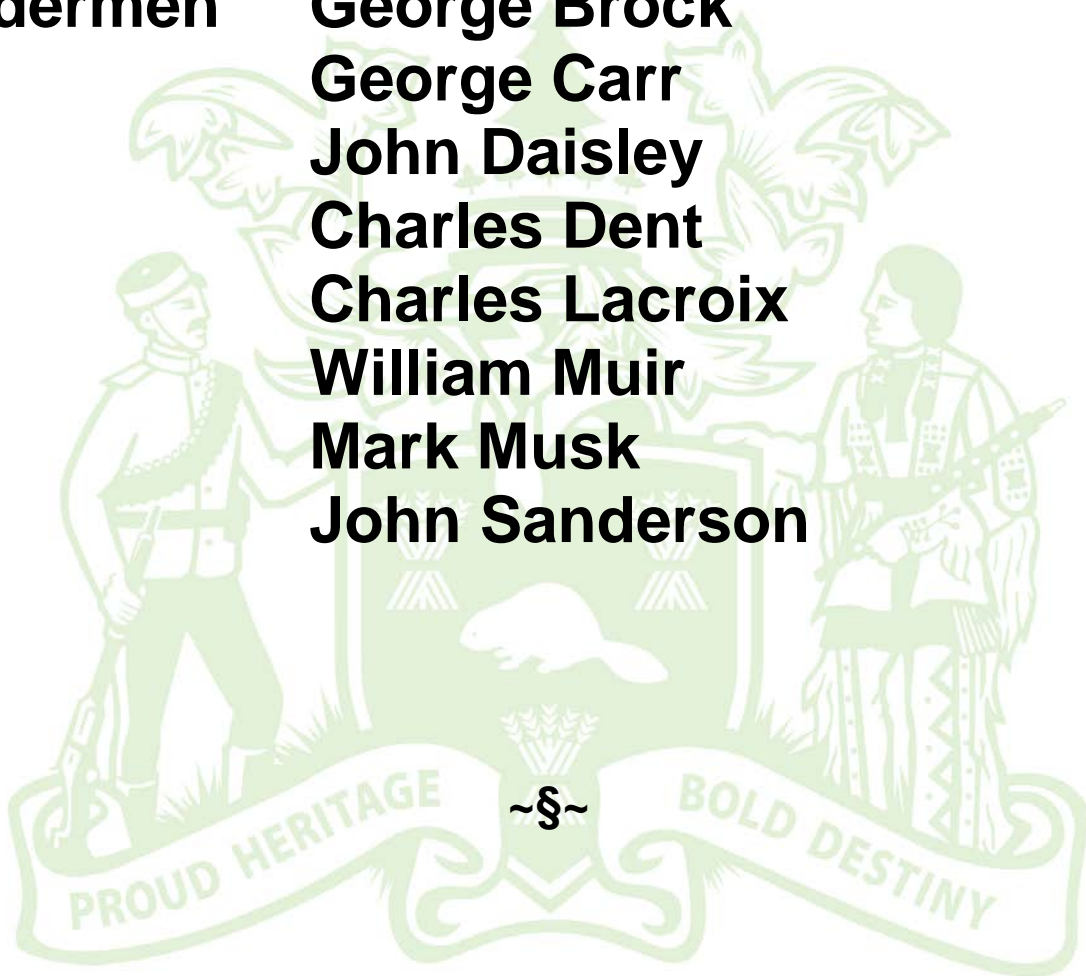 dermen George Brock
George Carr
John Daisley
Charles Dent
Charles Lacroix
William Muir
Mark Musk
John Sanderson
~§~
PROUD HERITAGE BOLD DESTINY